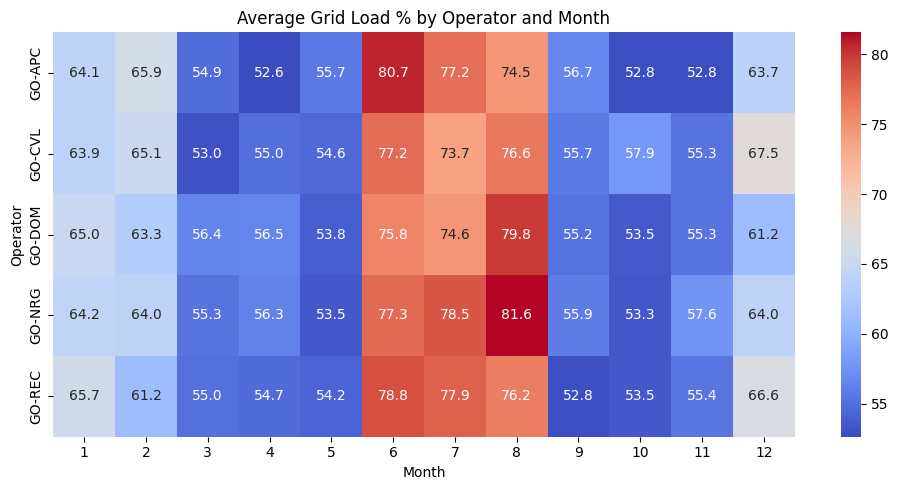 Average Grid Load % by Operator and Month
Operator
GO-APC 64.1 65.9 54.9 52.6 55.7 80.7 77.2 74.5 56.7 52.8 52.8 63.7
GO-CVL 63.9 65.1 53.0 55.0 54.6 77.2 73.7 76.6 55.7 57.9 55.3 67.5
GO-DOM 65.0 63.3 56.4 56.5 53.8 75.8 74.6 79.8 55.2 53.5 55.3 61.2
GO-NRG 64.2 64.0 55.3 56.3 53.5 77.3 78.5 81.6 55.9 53.3 57.6 64.0
GO-REC 65.7 61.2 55.0 54.7 54.2 78.8 77.9 76.2 52.8 53.5 55.4 66.6
1 2 3 4 5 6 7 8 9 10 11 12
Month
80
75
70
65
60
55